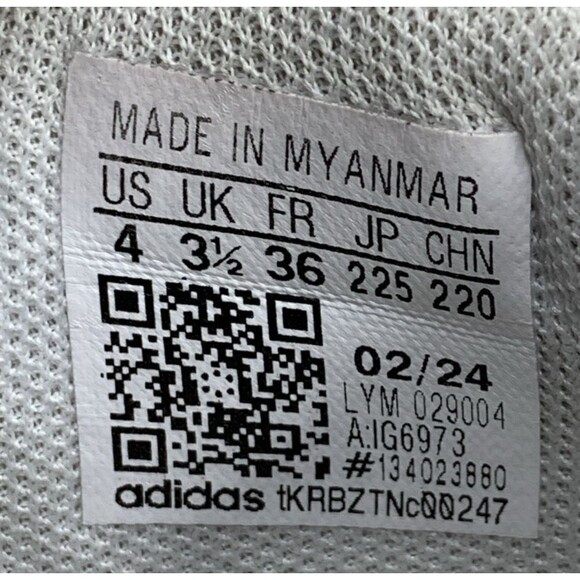 MADE IN MYANMAR
US UK FR JP CHN
4 3½ 36 225 220
02/24
LYM 029004
A:IG6973
#134023880
adidas tKRBZTNc00247